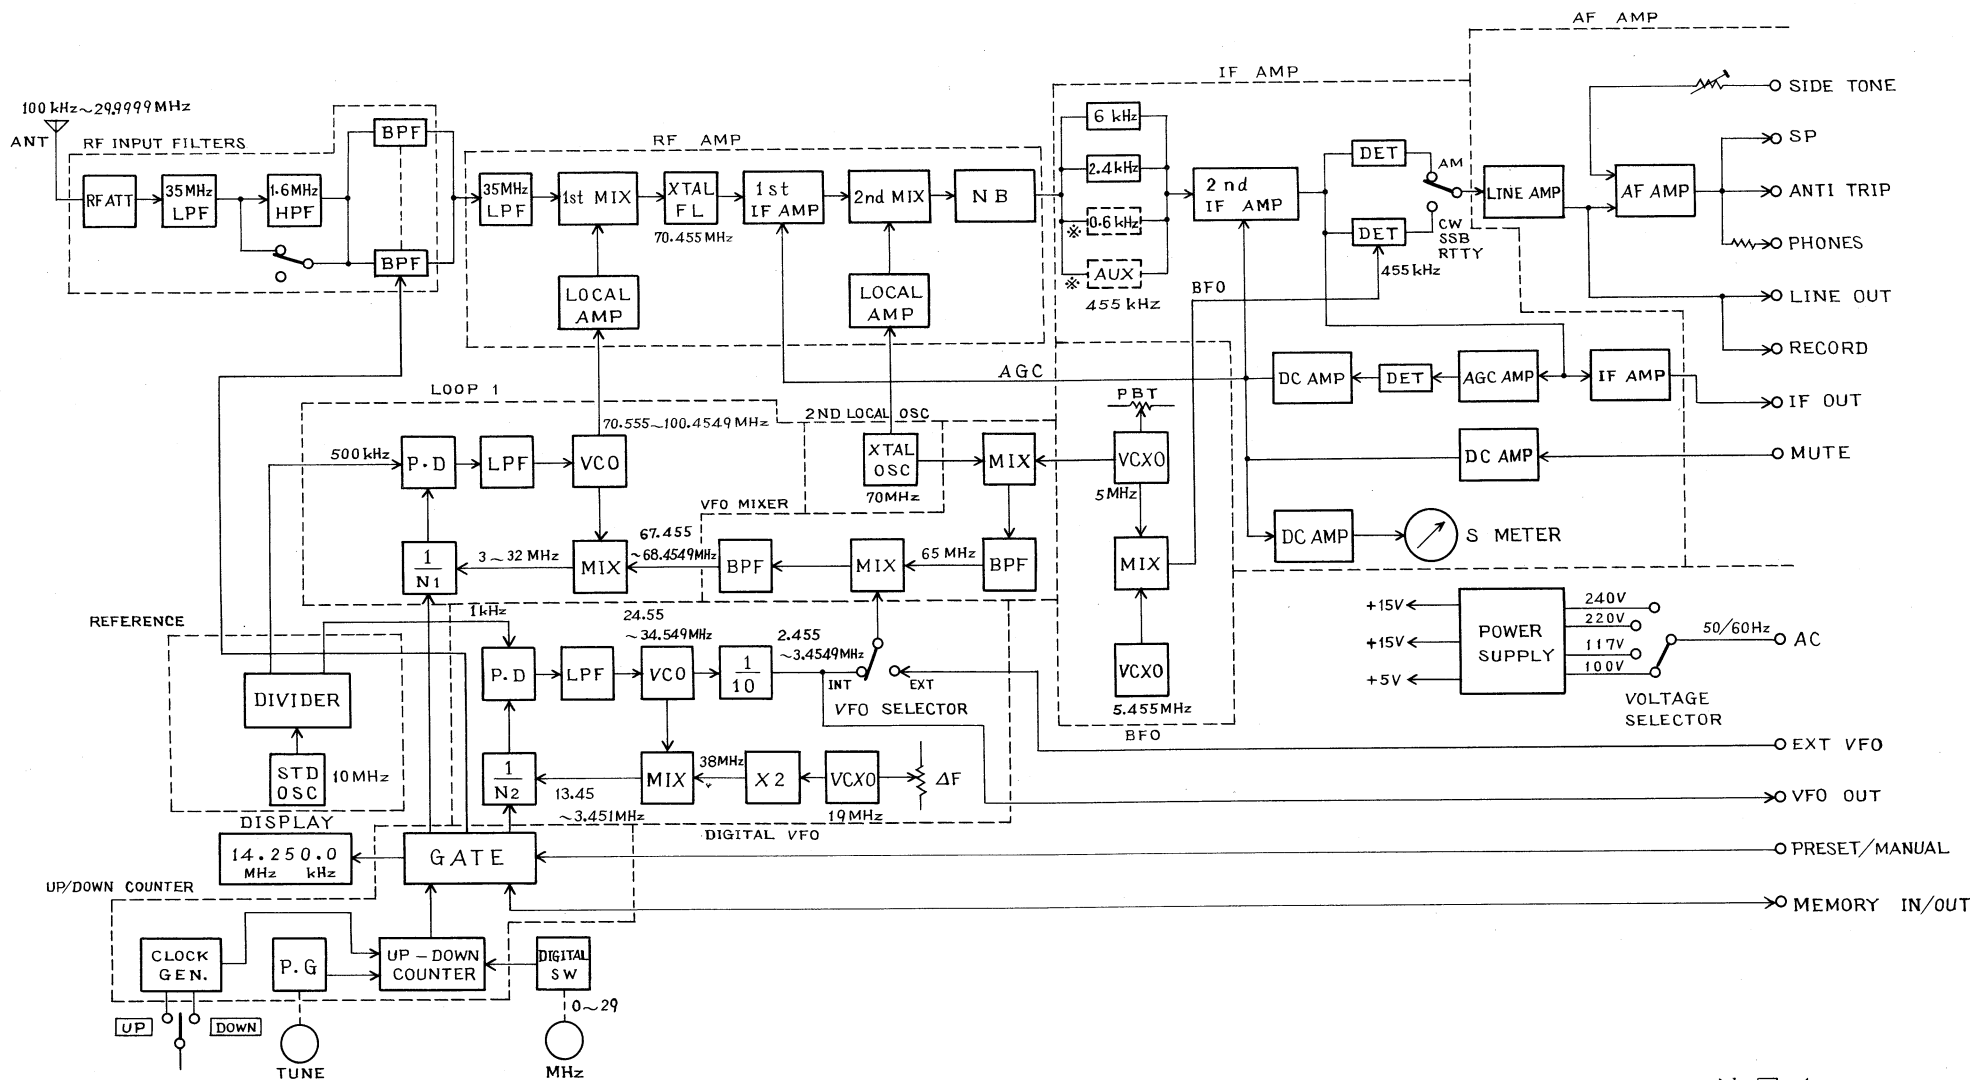 AF AMP
IF AMP
100 kHz~29.9999MHz
ANT
RF INPUT FILTERS
RF AMP
BPF
RF ATT
35MHz
LPF
1.6MHz
HPF
BPF
35MHz
LPF
1st MIX
XTAL
FL
70.455MHz
1st
IF AMP
2nd MIX
NB
LOCAL
AMP
LOCAL
AMP
6 kHz
2.4kHz
※ 0.6 kHz
※ AUX
455 kHz
2nd
IF AMP
DET
AM
DET
CW
SSB
RTTY
455kHz
BFO
LINE AMP
AF AMP
SIDE TONE
SP
ANTI TRIP
PHONES
LINE OUT
RECORD
IF OUT
MUTE
AGC
DC AMP
DET
AGC AMP
IF AMP
DC AMP
DC AMP
S METER
LOOP 1
70.555~100.4549MHz
2ND LOCAL OSC
500kHz
P.D
LPF
VCO
XTAL
OSC
70MHz
MIX
PBT
VCXO
5MHz
VFO MIXER
1/N1
3~32 MHz
MIX
67.455
~68.4549MHz
BPF
MIX
65 MHz
BPF
MIX
VCXO
5.455MHz
BFO
REFERENCE
1kHz
DIVIDER
STD
OSC
10MHz
P.D
LPF
24.55
~34.549MHz
VCO
1/10
2.455
~3.4549MHz
INT
EXT
VFO SELECTOR
1/N2
13.45
~3.451MHz
MIX
38MHz
X2
VCXO
19MHz
ΔF
DIGITAL VFO
+15V
+15V
+5V
POWER
SUPPLY
240V
220V
117V
100V
50/60Hz
AC
VOLTAGE
SELECTOR
EXT VFO
VFO OUT
PRESET/MANUAL
MEMORY IN/OUT
DISPLAY
14.250.0
MHz kHz
GATE
UP/DOWN COUNTER
CLOCK
GEN.
P.G
UP-DOWN
COUNTER
DIGITAL
SW
0~29
UP
DOWN
TUNE
MHz